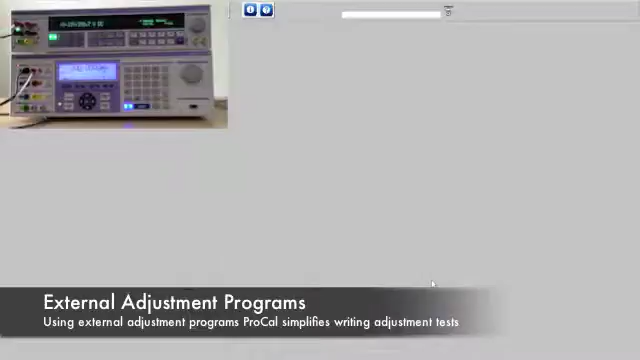 External Adjustment Programs
Using external adjustment programs ProCal simplifies writing adjustment tests